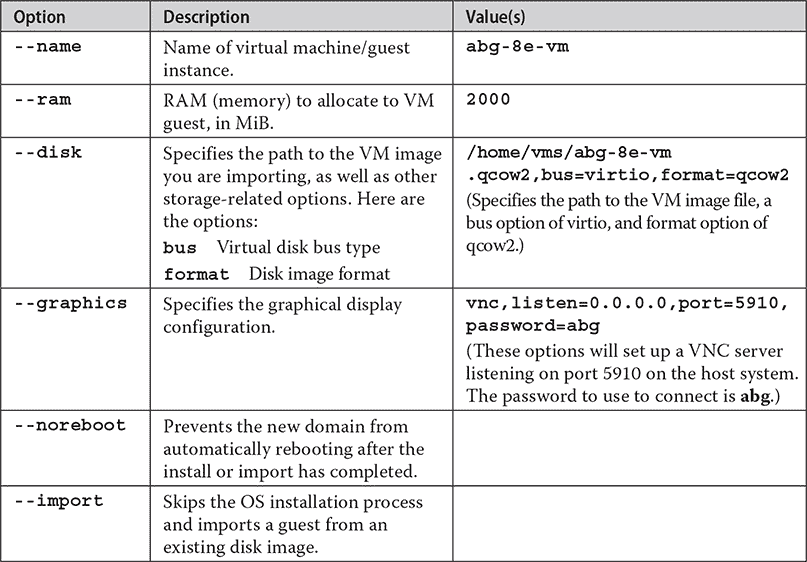 Option Description Value(s)
--name Name of virtual machine/guest abg-8e-vm
instance.
--ram RAM (memory) to allocate to VM 2000
guest, in MiB.
--disk Specifies the path to the VM image /home/vms/abg-8e-vm
you are importing, as well as other .qcow2,bus=virtio,format=qcow2
storage-related options. Here are (Specifies the path to the VM image file, a
the options: bus option of virtio, and format option of
bus Virtual disk bus type qcow2.)
format Disk image format
--graphics Specifies the graphical display vnc,listen=0.0.0.0,port=5910,
configuration. password=abg
(These options will set up a VNC server
listening on port 5910 on the host system.
The password to use to connect is abg.)
--noreboot Prevents the new domain from
automatically rebooting after the
install or import has completed.
--import Skips the OS installation process
and imports a guest from an
existing disk image.